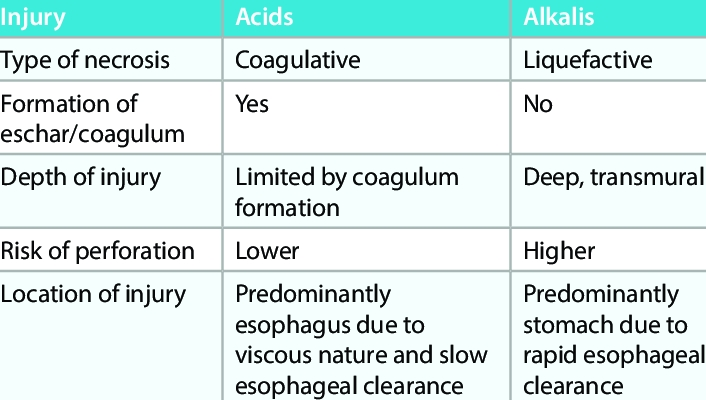 Injury Acids Alkalis
Type of necrosis Coagulative Liquefactive
Formation of Yes No
eschar/coagulum
Depth of injury Limited by coagulum Deep, transmural
formation
Risk of perforation Lower Higher
Location of injury Predominantly Predominantly
esophagus due to stomach due to
viscous nature and slow rapid esophageal
esophageal clearance clearance